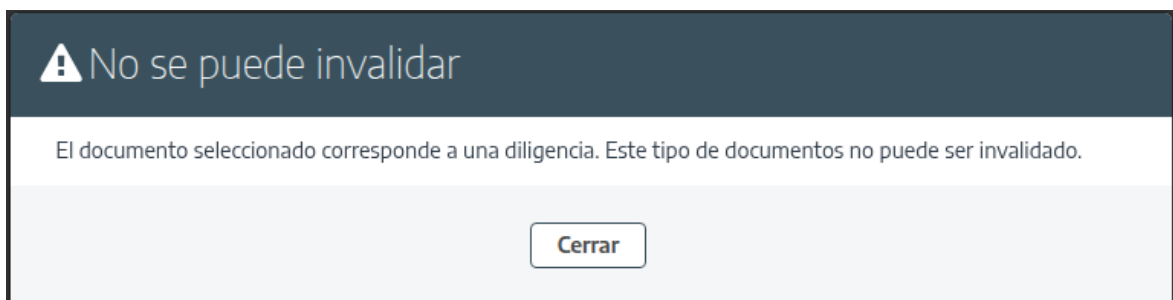 No se puede invalidar
El documento seleccionado corresponde a una diligencia. Este tipo de documentos no puede ser invalidado.
Cerrar